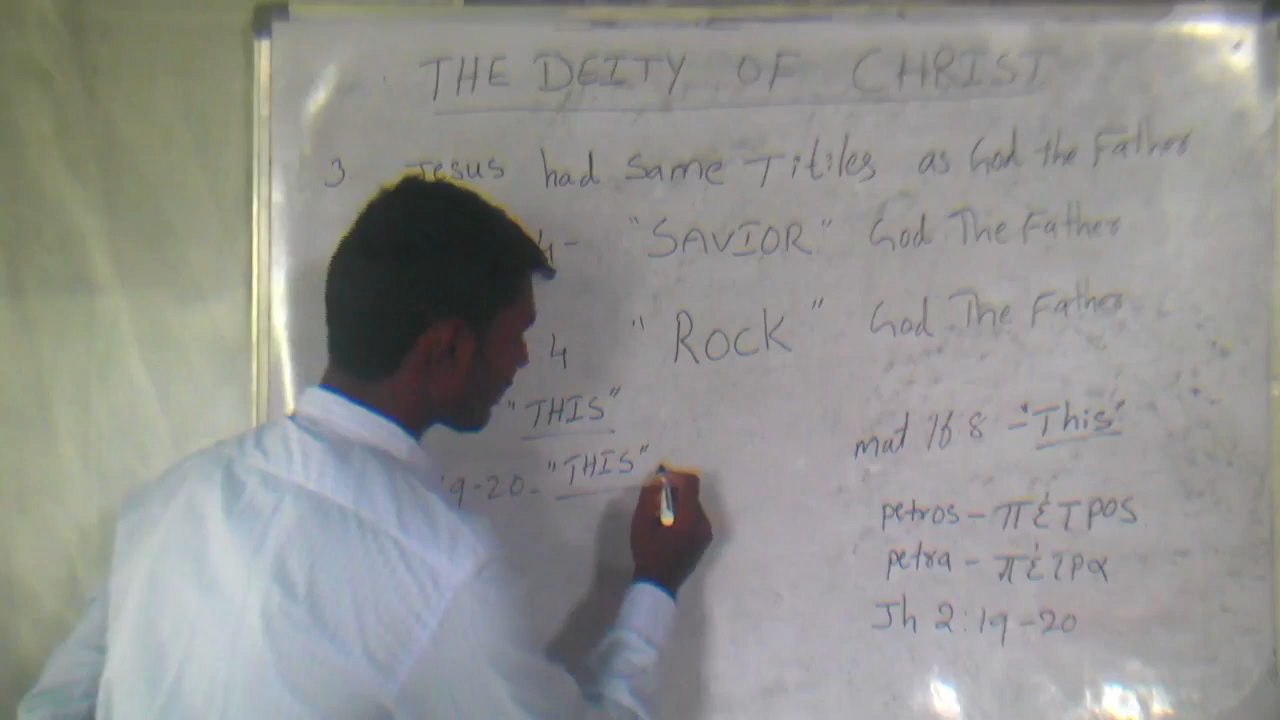 THE DEITY OF CHRIST
3 Jesus had Same Titiles as God the Father
4- "SAVIOR" God The Father
4 "ROCK" God The Father
"THIS"
mat 16 8 - "This"
9-20- "THIS"
petros - πέτρος
petra - πέτρα
Jh 2:19-20